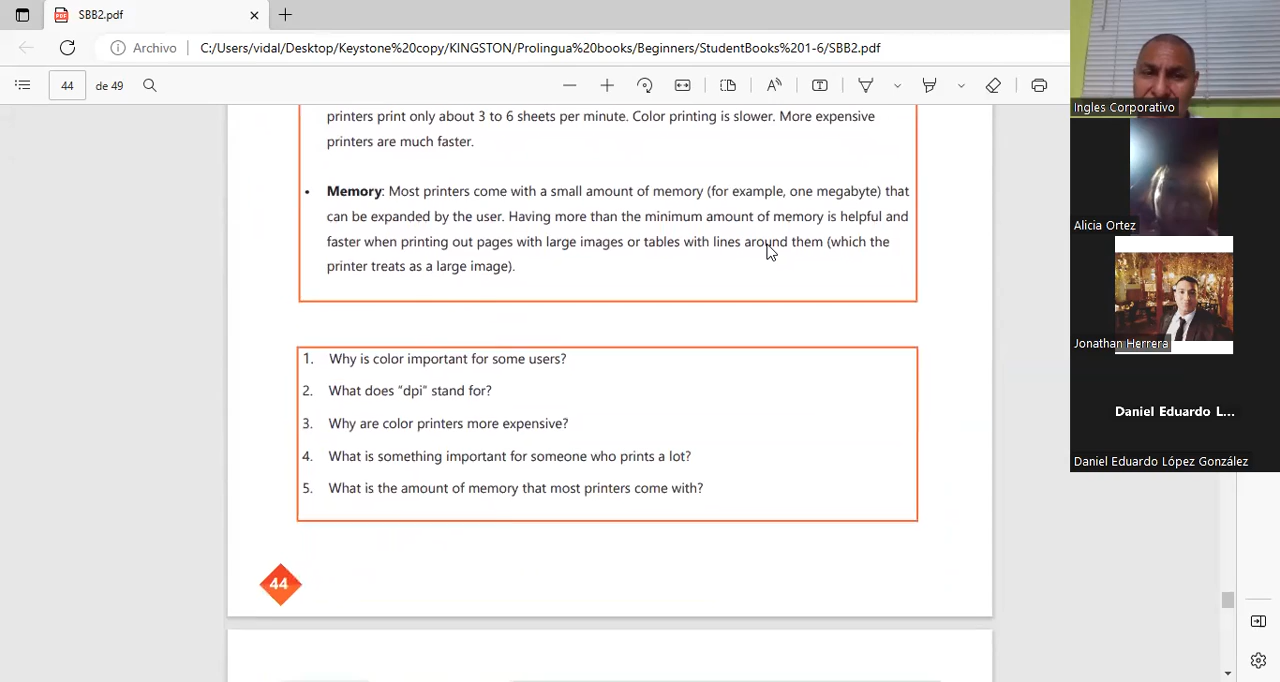 SBB2.pdf
Archivo
C:/Users/vidal/Desktop/Keystone%20copy/KINGSTON/Prolingua%20books/Beginners/StudentBooks%201-6/SBB2.pdf
44 de 49
printers print only about 3 to 6 sheets per minute. Color printing is slower. More expensive
printers are much faster.
• Memory: Most printers come with a small amount of memory (for example, one megabyte) that
can be expanded by the user. Having more than the minimum amount of memory is helpful and
faster when printing out pages with large images or tables with lines around them (which the
printer treats as a large image).
1. Why is color important for some users?
2. What does “dpi” stand for?
3. Why are color printers more expensive?
4. What is something important for someone who prints a lot?
5. What is the amount of memory that most printers come with?
44
Ingles Corporativo
Alicia Ortez
Jonathan Herrera
Daniel Eduardo L...
Daniel Eduardo López González